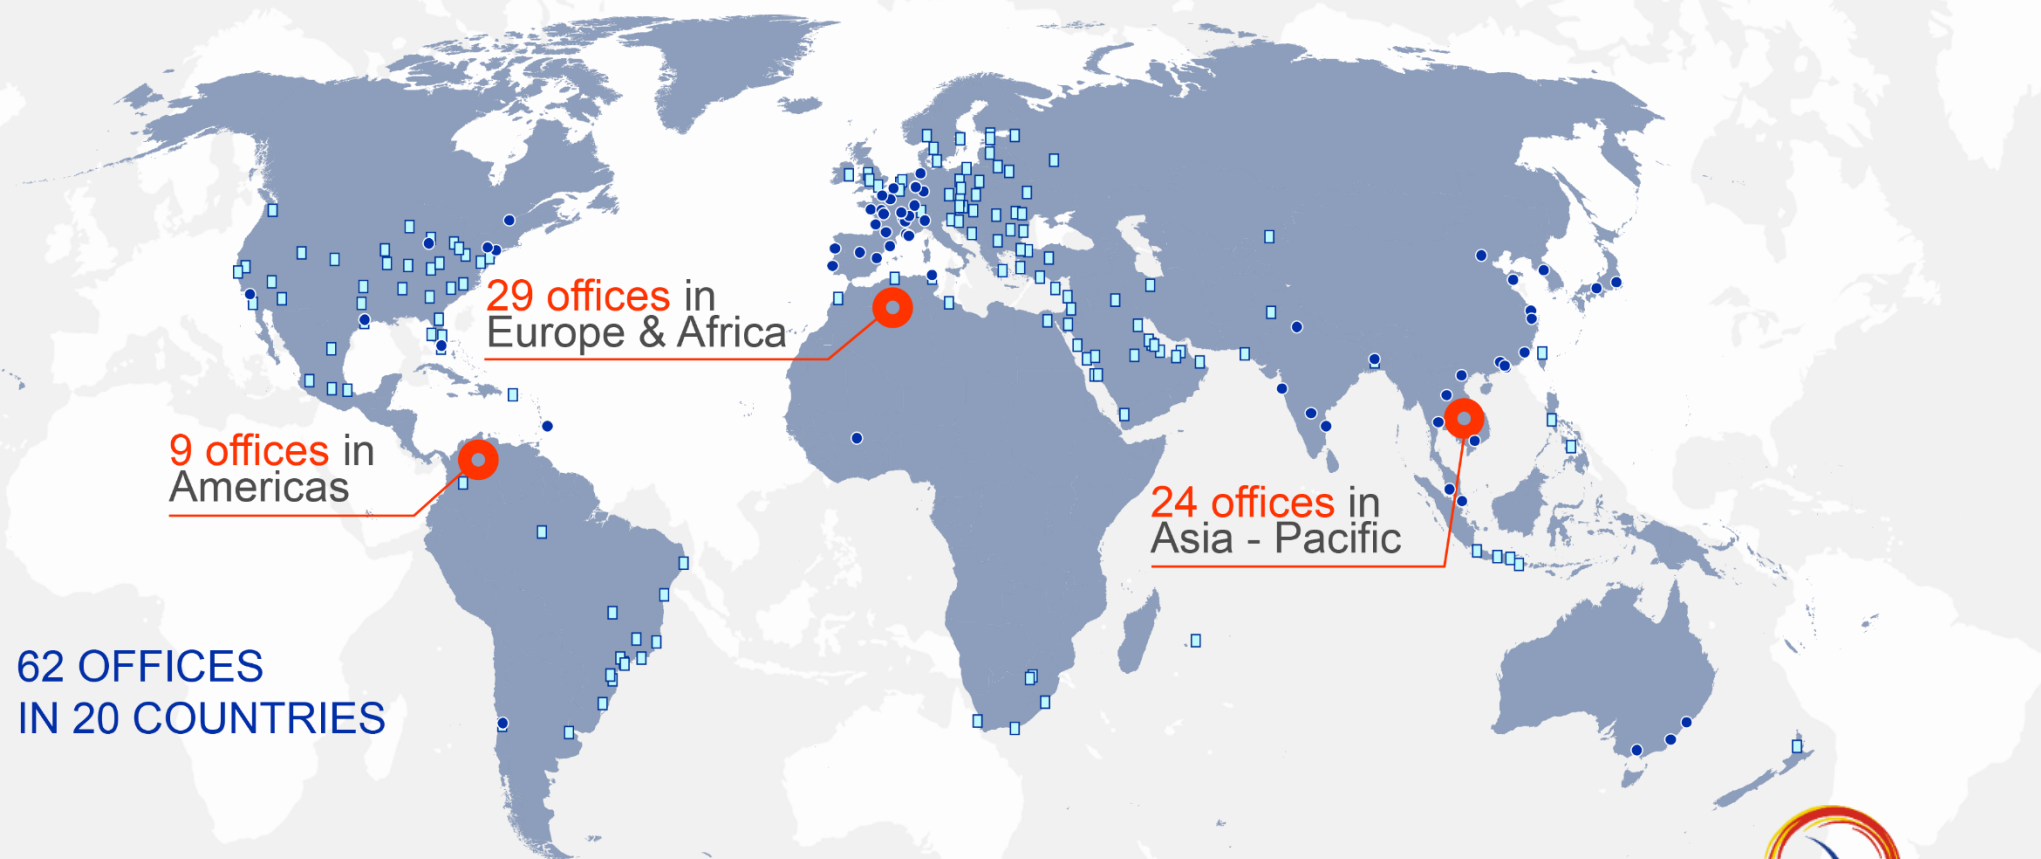 29 offices in
Europe & Africa
9 offices in
Americas
24 offices in
Asia - Pacific
62 OFFICES
IN 20 COUNTRIES